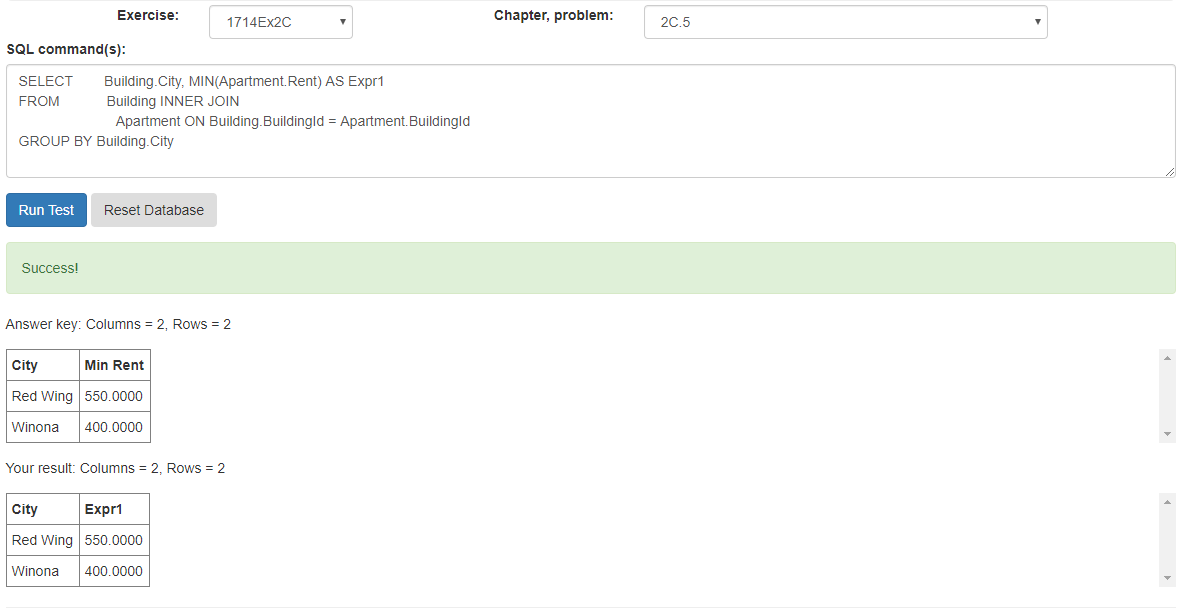 Exercise: 1714Ex2C Chapter, problem: 2C.5
SQL command(s):
SELECT Building.City, MIN(Apartment.Rent) AS Expr1
FROM Building INNER JOIN
Apartment ON Building.BuildingId = Apartment.BuildingId
GROUP BY Building.City
Run Test Reset Database
Success!
Answer key: Columns = 2, Rows = 2
City Min Rent
Red Wing 550.0000
Winona 400.0000
Your result: Columns = 2, Rows = 2
City Expr1
Red Wing 550.0000
Winona 400.0000